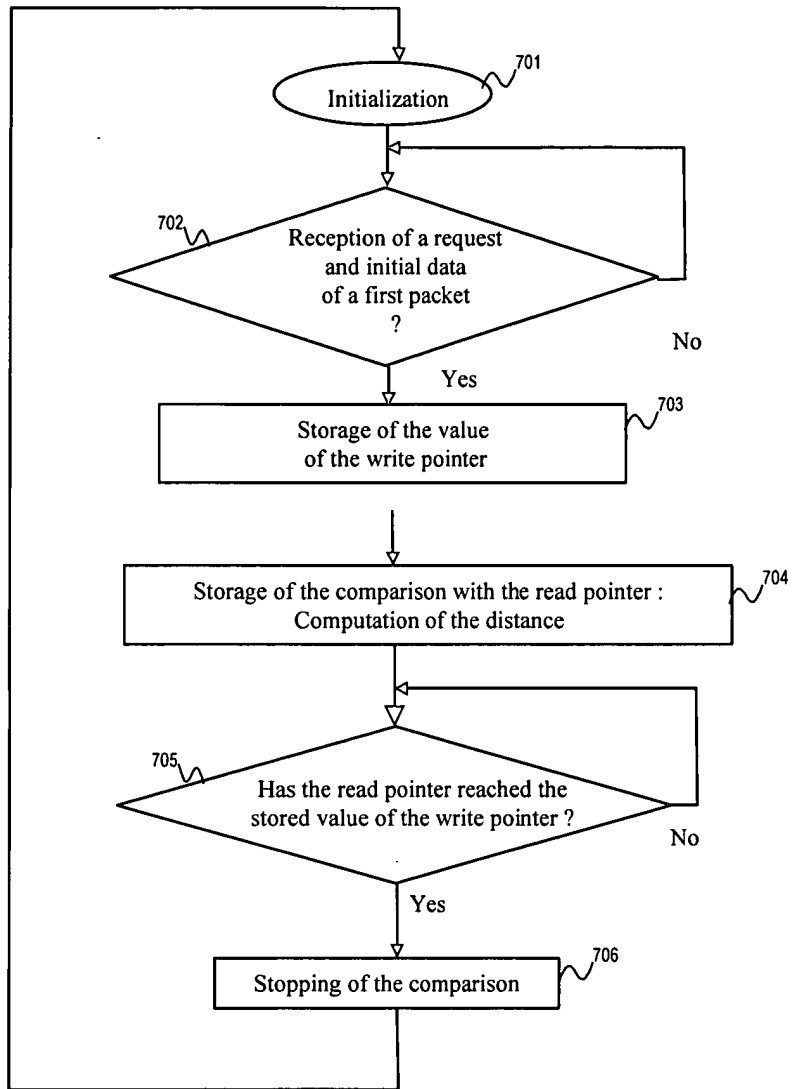 701
Initialization
702
Reception of a request
and initial data
of a first packet
?
No
Yes
703
Storage of the value
of the write pointer
704
Storage of the comparison with the read pointer :
Computation of the distance
705
Has the read pointer reached the
stored value of the write pointer ?
No
Yes
706
Stopping of the comparison